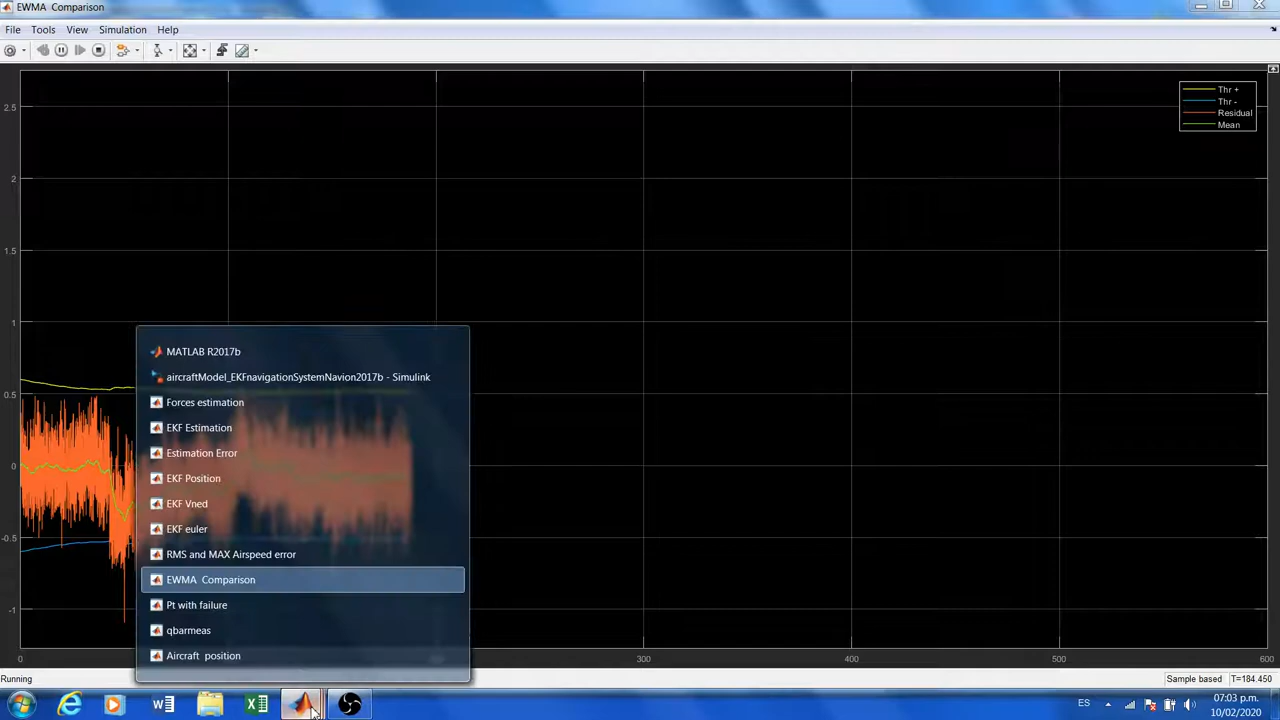 EWMA  Comparison
File Tools View Simulation Help
Thr +
Thr -
Residual
Mean
2.5
2
1.5
1
0.5
0
-0.5
-1
0
300
400
500
600
MATLAB R2017b
aircraftModel_EKFnavigationSystemNavion2017b - Simulink
Forces estimation
EKF Estimation
Estimation Error
EKF Position
EKF Vned
EKF euler
RMS and MAX Airspeed error
EWMA  Comparison
Pt with failure
qbarmeas
Aircraft  position
Running
Sample based
T=184.450
ES
07:03 p.m.
10/02/2020